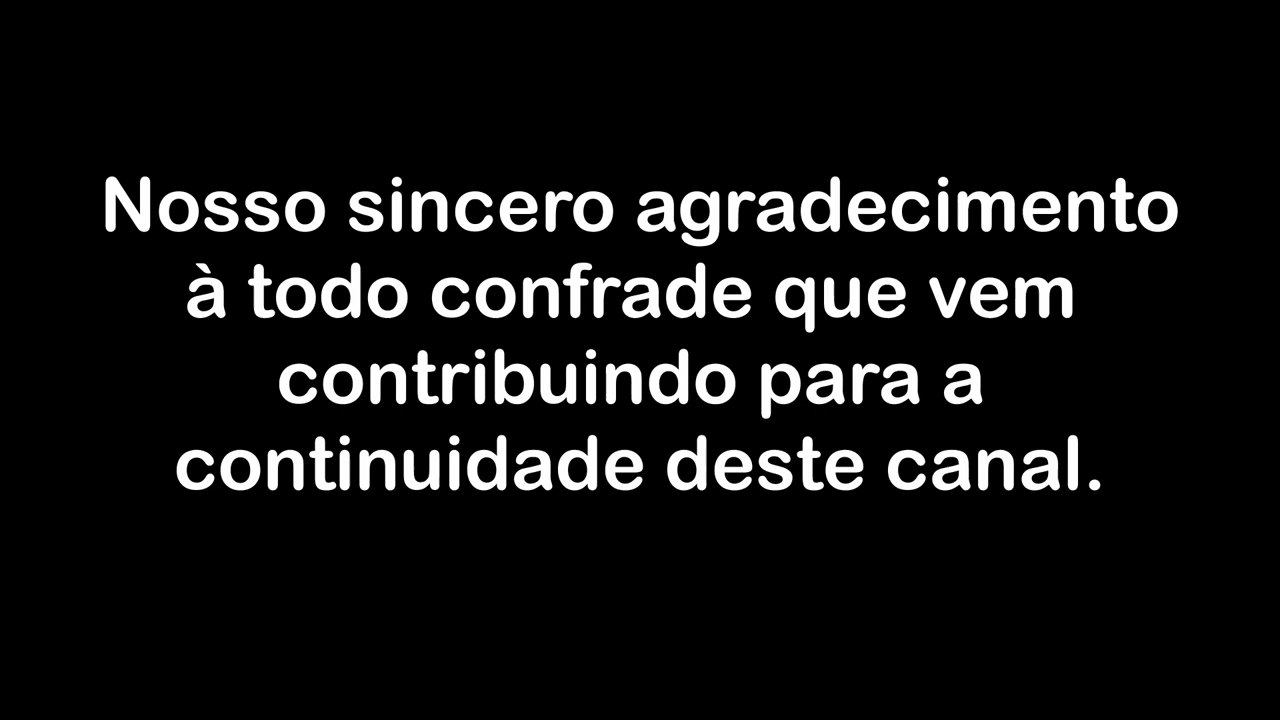 Nosso sincero agradecimento
à todo confrade que vem
contribuindo para a
continuidade deste canal.